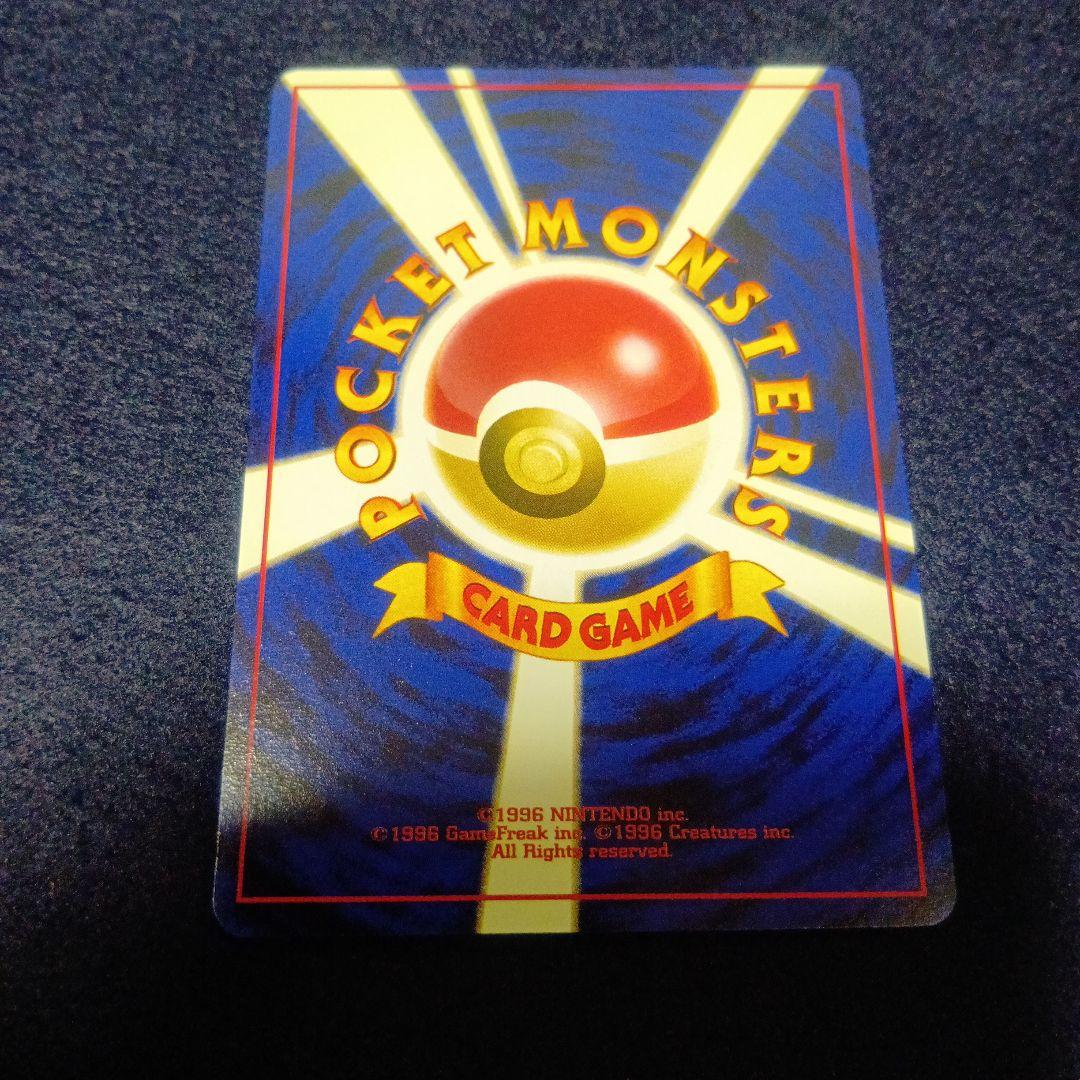 POCKET MONSTERS
CARD GAME
©1996 NINTENDO inc.
©1996 GameFreak inc. ©1996 Creatures inc.
All Rights reserved.